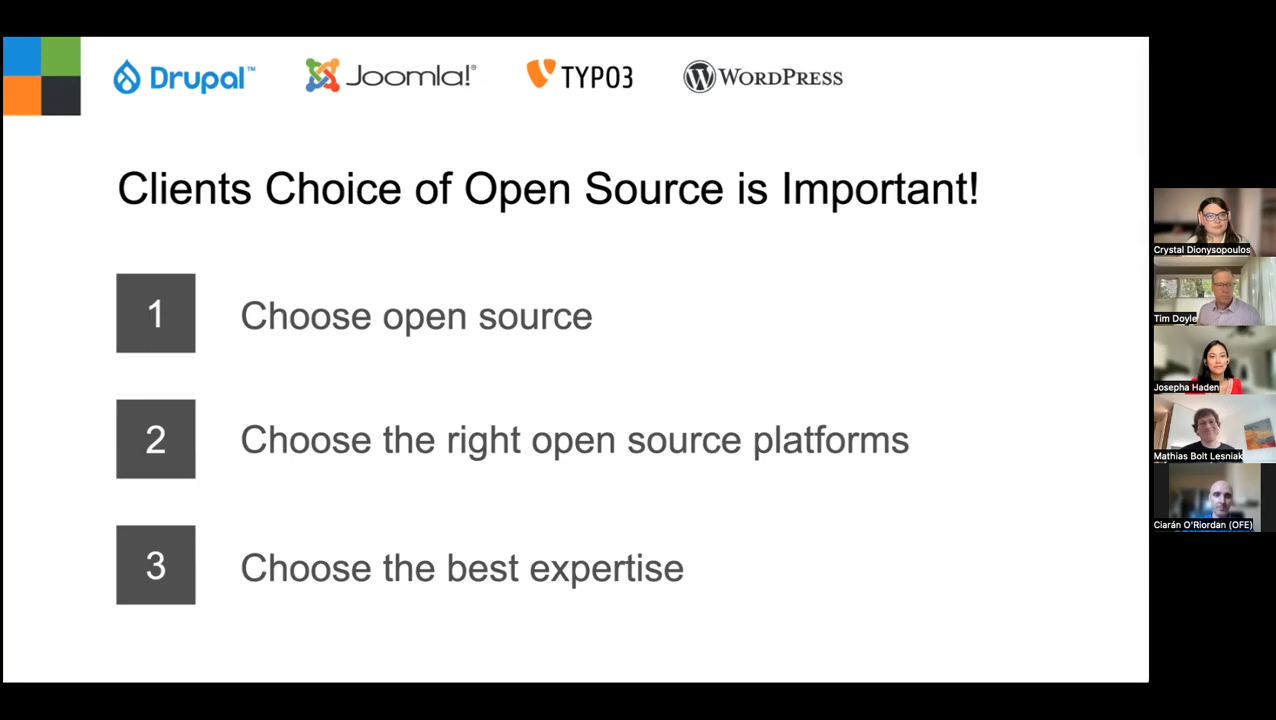 Drupal™
Joomla!®
TYPO3
WORDPRESS
Clients Choice of Open Source is Important!
1
Choose open source
2
Choose the right open source platforms
3
Choose the best expertise
Crystal Dionysopoulos
Tim Doyle
Josepha Haden
Mathias Bolt Lesniak
Ciarán O'Riordan (OFE)